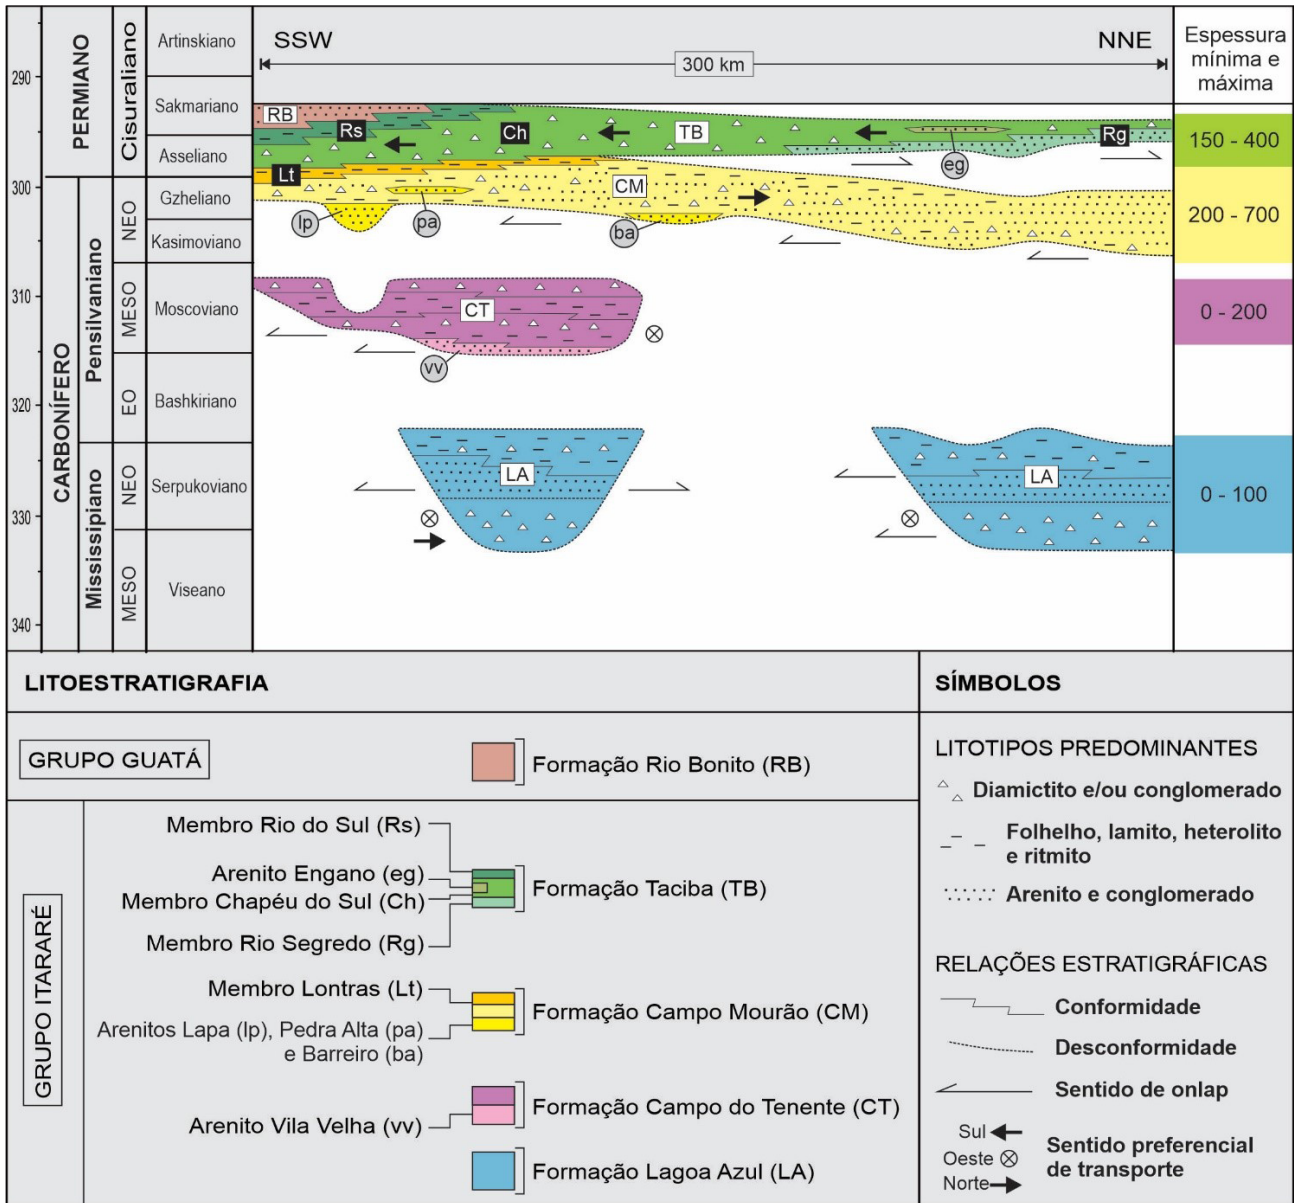 PERMIANO
Cisuraliano
Artinskiano
Sakmariano
Asseliano
CARBONÍFERO
Pensilvaniano
NEO
Gzheliano
Kasimoviano
MESO
Moscoviano
EO
Bashkiriano
Mississipiano
NEO
Serpukoviano
MESO
Viseano
290
300
310
320
330
340
SSW
NNE
300 km
Espessura
mínima e
máxima
RB
Rs
Ch
TB
Rg
eg
150 - 400
Lt
CM
lp
pa
ba
200 - 700
CT
vv
0 - 200
LA
LA
0 - 100
LITOESTRATIGRAFIA
GRUPO GUATÁ
Formação Rio Bonito (RB)
GRUPO ITARARÉ
Membro Rio do Sul (Rs)
Arenito Engano (eg)
Membro Chapéu do Sul (Ch)
Membro Rio Segredo (Rg)
Formação Taciba (TB)
Membro Lontras (Lt)
Arenitos Lapa (lp), Pedra Alta (pa)
e Barreiro (ba)
Formação Campo Mourão (CM)
Arenito Vila Velha (vv)
Formação Campo do Tenente (CT)
Formação Lagoa Azul (LA)
SÍMBOLOS
LITOTIPOS PREDOMINANTES
Diamictito e/ou conglomerado
Folhelho, lamito, heterolito
e ritmito
Arenito e conglomerado
RELAÇÕES ESTRATIGRÁFICAS
Conformidade
Desconformidade
Sentido de onlap
Sul
Oeste
Norte
Sentido preferencial
de transporte